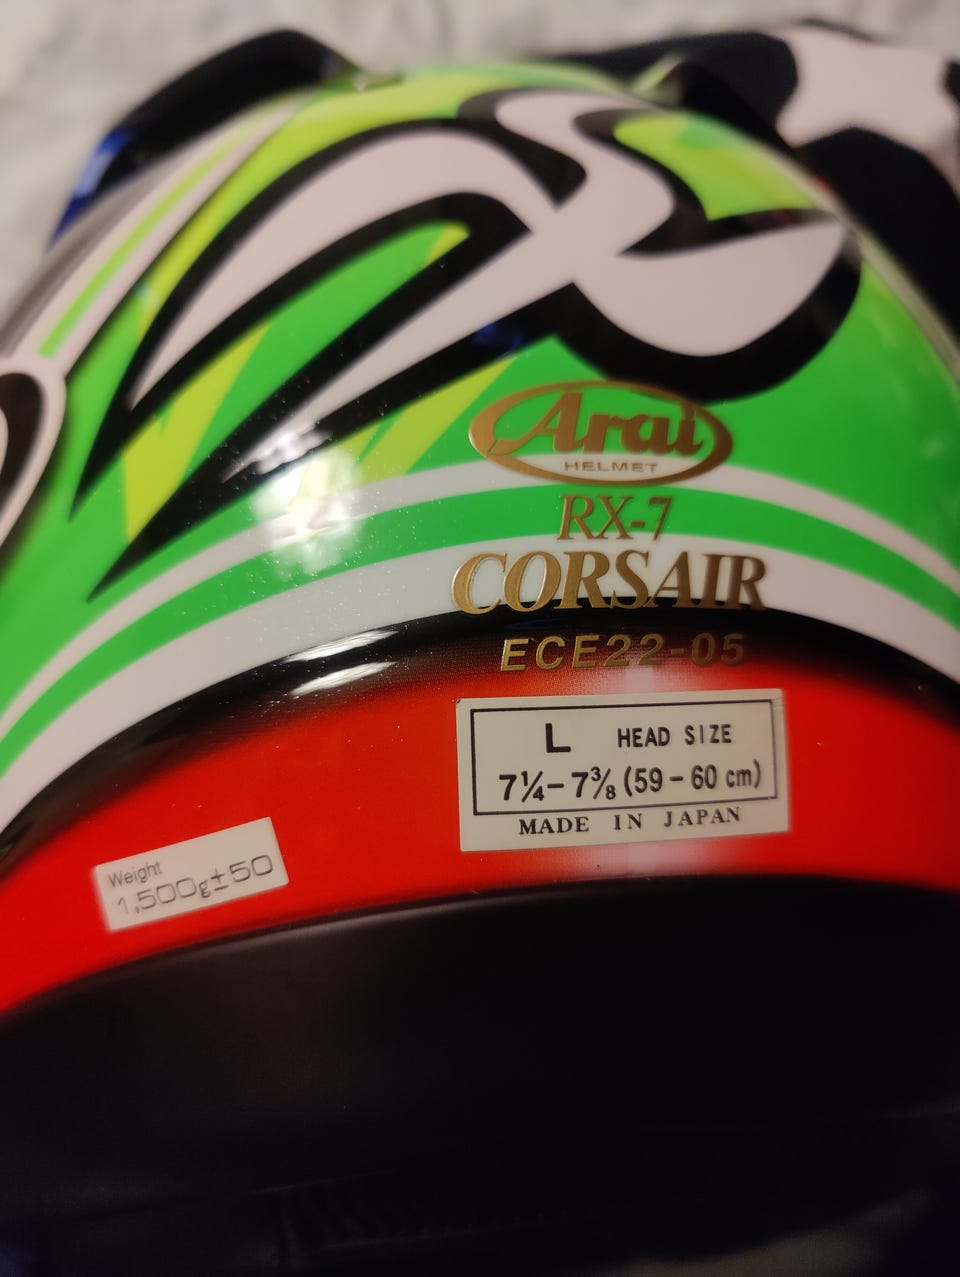 Arai
HELMET
RX-7
CORSAIR
ECE22-05
L HEAD SIZE
7¼-7⅜ (59-60 cm)
MADE IN JAPAN
Weight
1,500g±50